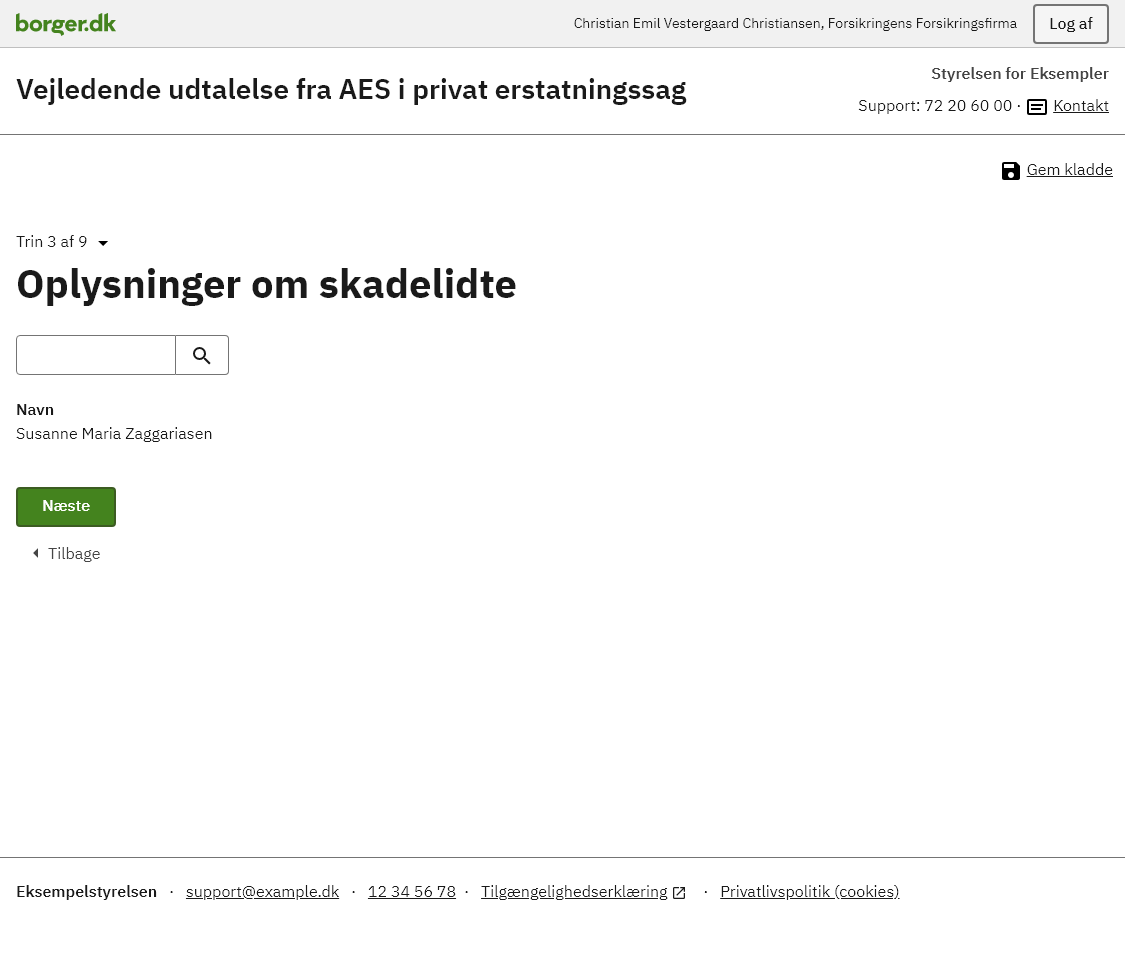 borger.dk
Christian Emil Vestergaard Christiansen, Forsikringens Forsikringsfirma
Log af
Vejledende udtalelse fra AES i privat erstatningssag
Styrelsen for Eksempler
Support: 72 20 60 00 · Kontakt
Gem kladde
Trin 3 af 9
Oplysninger om skadelidte
Navn
Susanne Maria Zaggariasen
Næste
Tilbage
Eksempelstyrelsen · support@example.dk · 12 34 56 78 · Tilgængelighedserklæring · Privatlivspolitik (cookies)